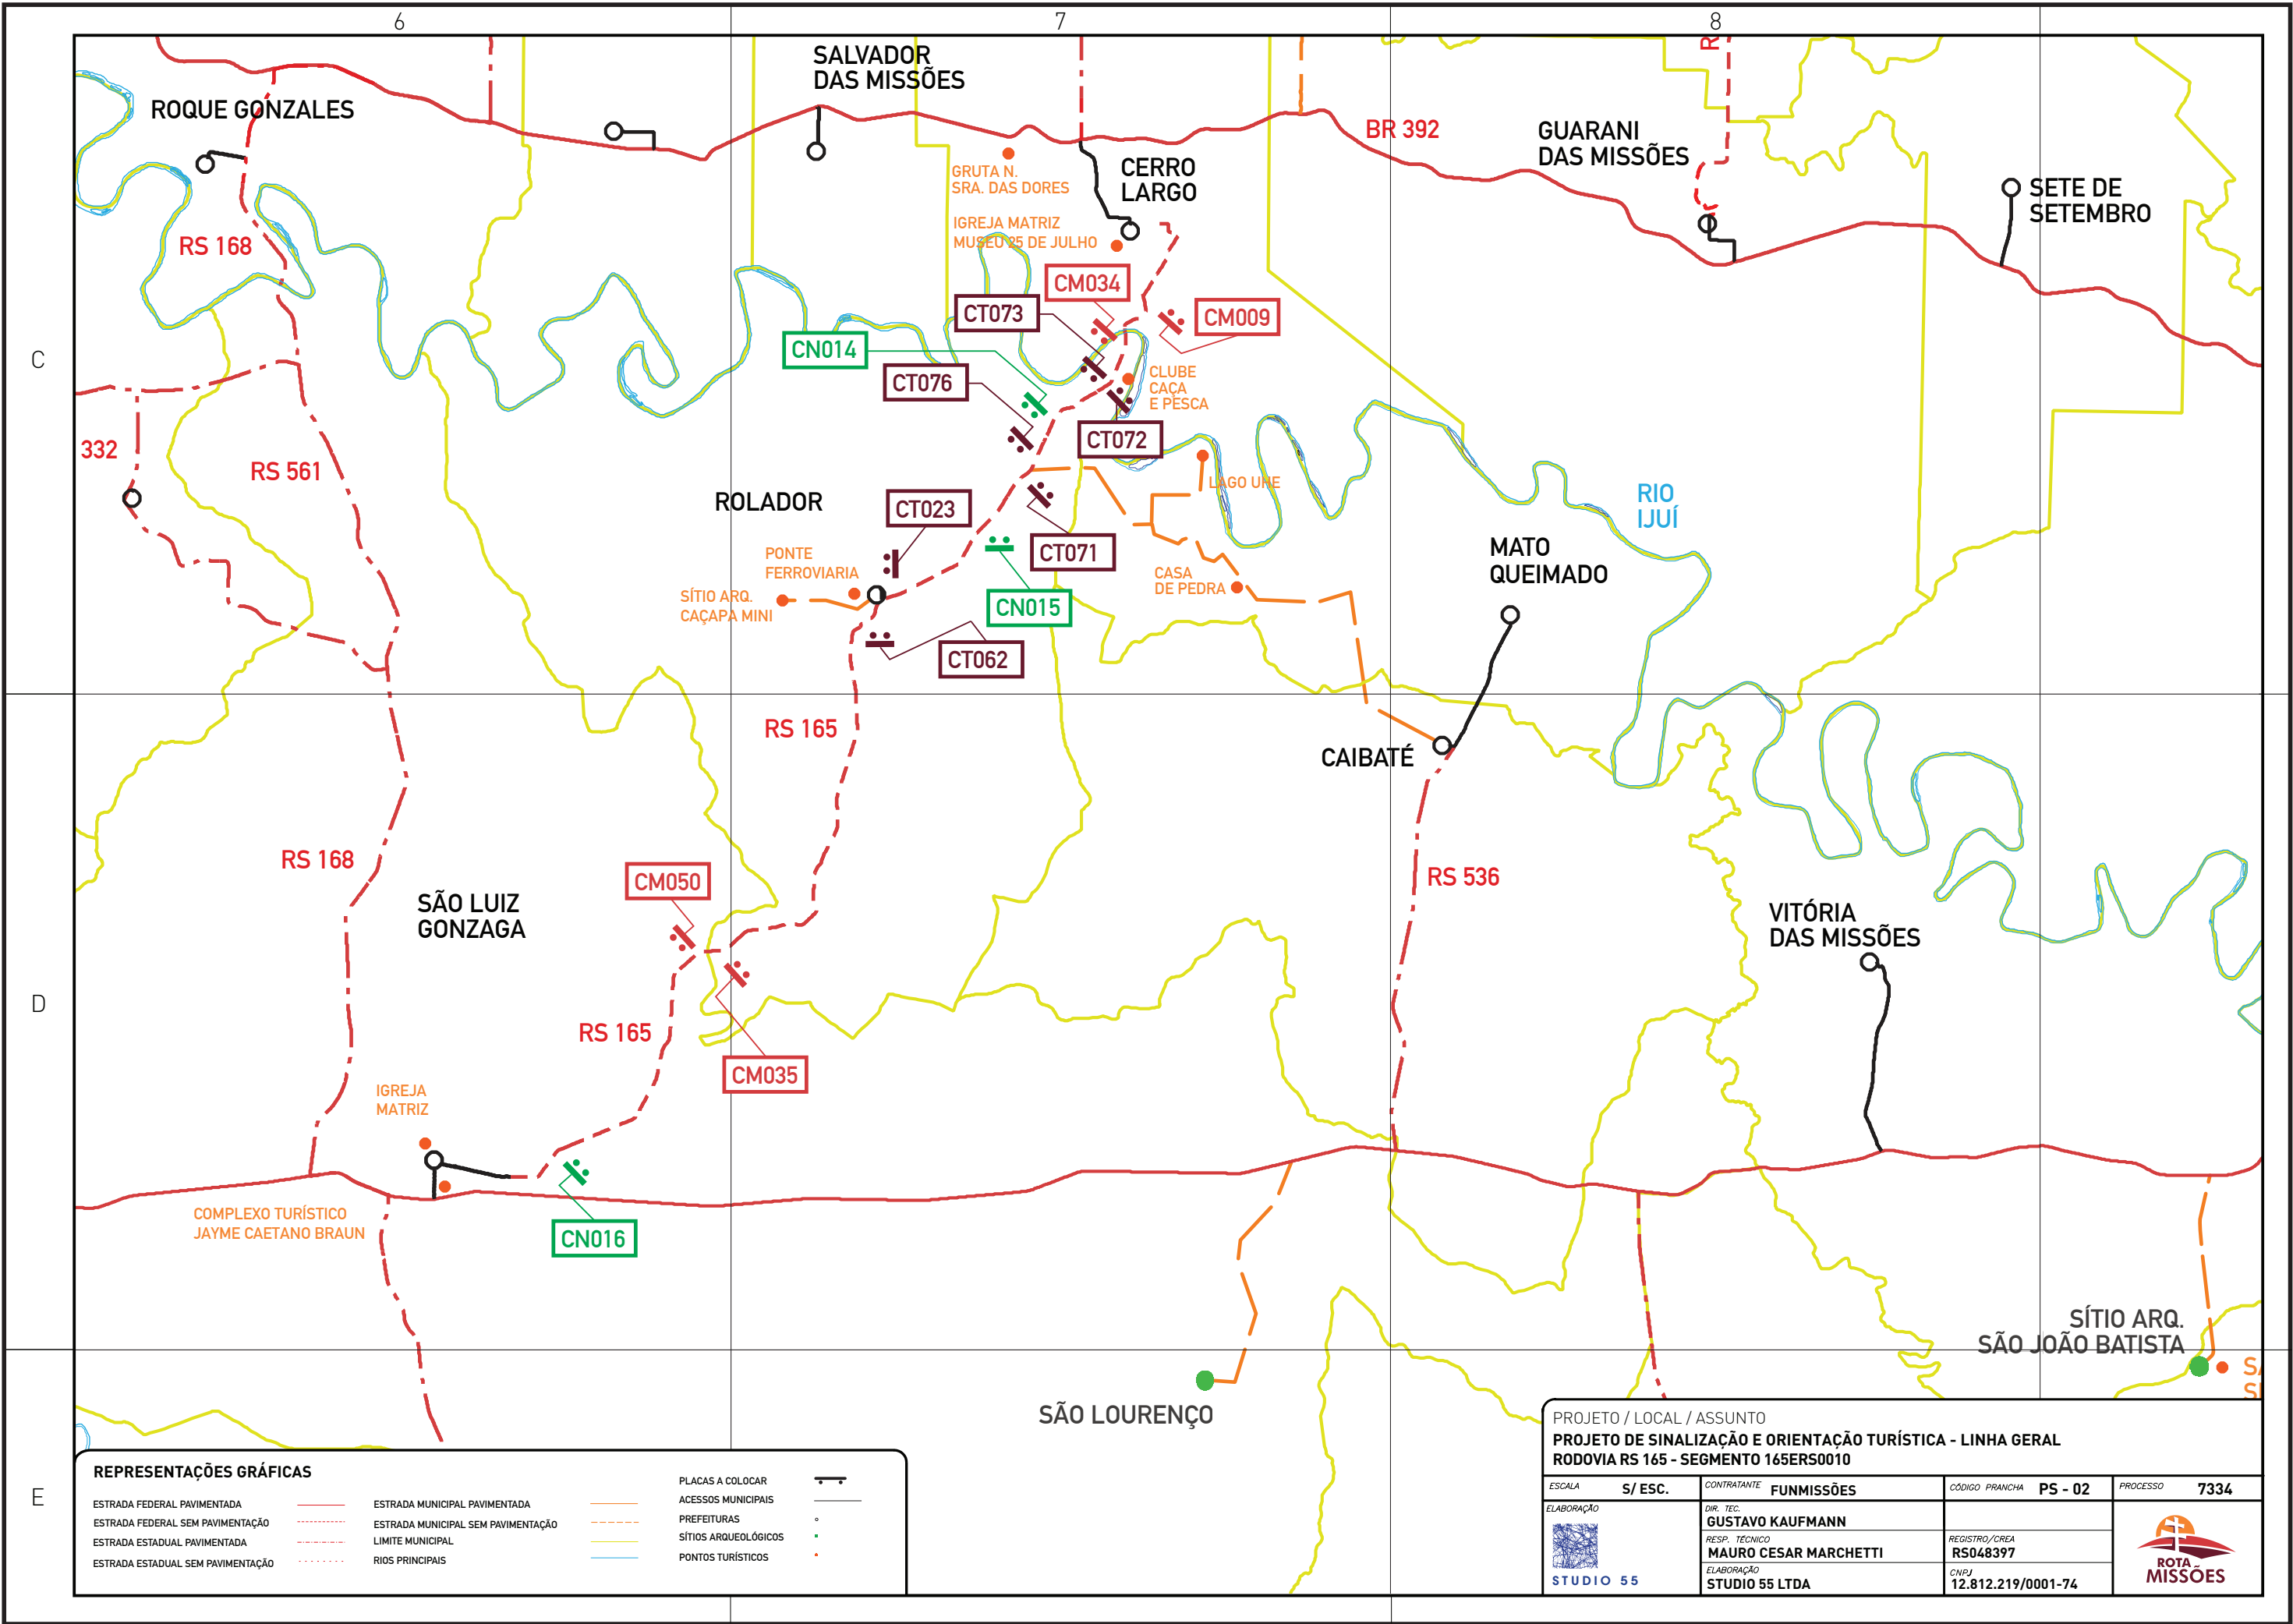 6
7
8
C
D
E
ROQUE GONZALES
SALVADOR
DAS MISSÕES
BR 392
GUARANI
DAS MISSÕES
SETE DE
SETEMBRO
GRUTA N.
SRA. DAS DORES
CERRO
LARGO
IGREJA MATRIZ
MUSEU 25 DE JULHO
RS 168
CM034
CT073
CM009
CN014
CT076
CLUBE
CAÇA
E PESCA
CT072
332
RS 561
LAGO UHE
ROLADOR
CT023
RIO
IJUÍ
CT071
PONTE
FERROVIARIA
MATO
QUEIMADO
CASA
DE PEDRA
SÍTIO ARQ.
CAÇAPA MINI
CN015
CT062
RS 165
CAIBATÉ
RS 168
CM050
RS 536
SÃO LUIZ
GONZAGA
VITÓRIA
DAS MISSÕES
RS 165
CM035
IGREJA
MATRIZ
COMPLEXO TURÍSTICO
JAYME CAETANO BRAUN
CN016
SÍTIO ARQ.
SÃO JOÃO BATISTA
SÃO LOURENÇO
REPRESENTAÇÕES GRÁFICAS
ESTRADA FEDERAL PAVIMENTADA
ESTRADA FEDERAL SEM PAVIMENTAÇÃO
ESTRADA ESTADUAL PAVIMENTADA
ESTRADA ESTADUAL SEM PAVIMENTAÇÃO
ESTRADA MUNICIPAL PAVIMENTADA
ESTRADA MUNICIPAL SEM PAVIMENTAÇÃO
LIMITE MUNICIPAL
RIOS PRINCIPAIS
PLACAS A COLOCAR
ACESSOS MUNICIPAIS
PREFEITURAS
SÍTIOS ARQUEOLÓGICOS
PONTOS TURÍSTICOS
PROJETO / LOCAL / ASSUNTO
PROJETO DE SINALIZAÇÃO E ORIENTAÇÃO TURÍSTICA - LINHA GERAL
RODOVIA RS 165 - SEGMENTO 165ERS0010
ESCALA S/ ESC.
CONTRATANTE FUNMISSÕES
CÓDIGO PRANCHA PS - 02
PROCESSO 7334
ELABORAÇÃO
STUDIO 55
DIR. TEC.
GUSTAVO KAUFMANN
RESP. TÉCNICO
MAURO CESAR MARCHETTI
REGISTRO/CREA
RS048397
ELABORAÇÃO
STUDIO 55 LTDA
CNPJ
12.812.219/0001-74
ROTA
MISSÕES